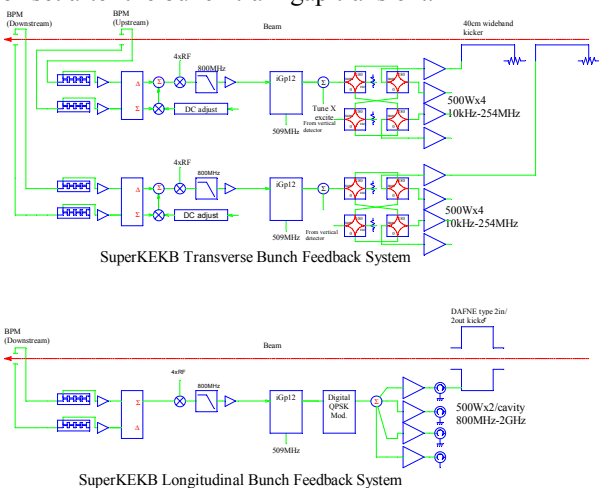 BPM
(Downstream)
BPM
(Upstream)
Beam
40cm wideband
kicker
4xRF
800MHz
Δ
Σ
Σ
DC adjust
iGp12
509MHz
Σ
Tune X
excite
From vertical
detector
500Wx4
10kHz-254MHz
4xRF
800MHz
Δ
Σ
Σ
DC adjust
iGp12
509MHz
Σ
From vertical
detector
500Wx4
10kHz-254MHz
SuperKEKB Transverse Bunch Feedback System
DAFNE type 2in/
2out kicker
BPM
(Downstream)
Beam
4xRF
800MHz
Σ
Δ
iGp12
509MHz
Digital
QPSK
Mod.
Σ
500Wx2/cavity
800MHz-2GHz
SuperKEKB Longitudinal Bunch Feedback System